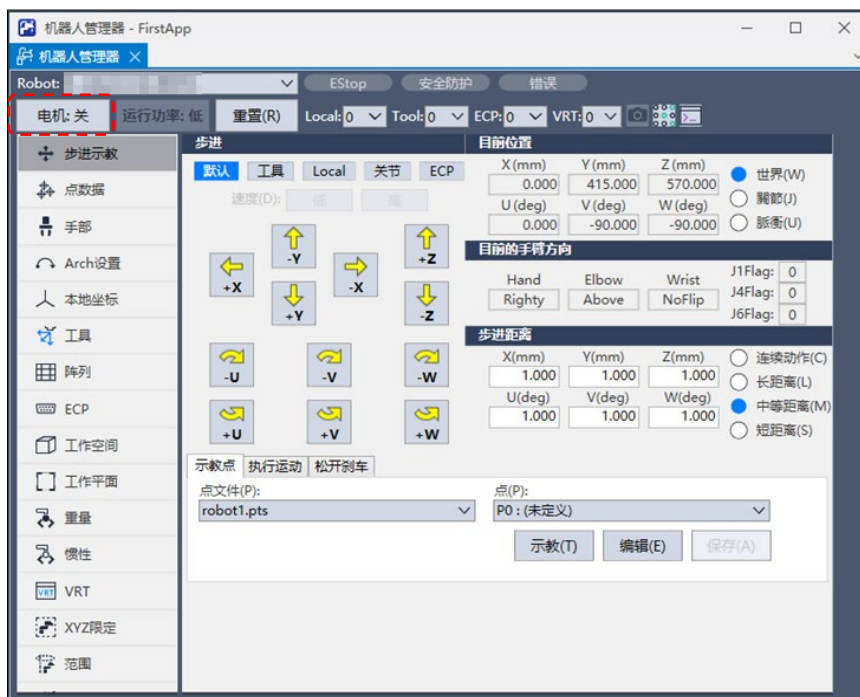 机器人管理器 - FirstApp
机器人管理器
Robot:
EStop 安全防护 错误
电机: 关 运行功率: 低 重置(R) Local: 0 Tool: 0 ECP: 0 VRT: 0
步进示教
点数据
手部
Arch设置
本地坐标
工具
阵列
ECP
工作空间
工作平面
重量
惯性
VRT
XYZ限定
范围
步进
默认 工具 Local 关节 ECP
速度(D): 低 高
-Y +Z
+X -X
+Y -Z
-U -V -W
+U +V +W
目前位置
X (mm) Y (mm) Z (mm)
0.000 415.000 570.000
U (deg) V (deg) W (deg)
0.000 -90.000 -90.000
世界(W)
關節(J)
脈衝(U)
目前的手臂方向
Hand Elbow Wrist
Righty Above NoFlip
J1Flag: 0
J4Flag: 0
J6Flag: 0
步进距离
X(mm) Y(mm) Z(mm)
1.000 1.000 1.000
U(deg) V(deg) W(deg)
1.000 1.000 1.000
连续动作(C)
长距离(L)
中等距离(M)
短距离(S)
示教点 执行运动 松开刹车
点文件(P): 点(P):
robot1.pts P0 : (未定义)
示教(T) 编辑(E) 保存(A)